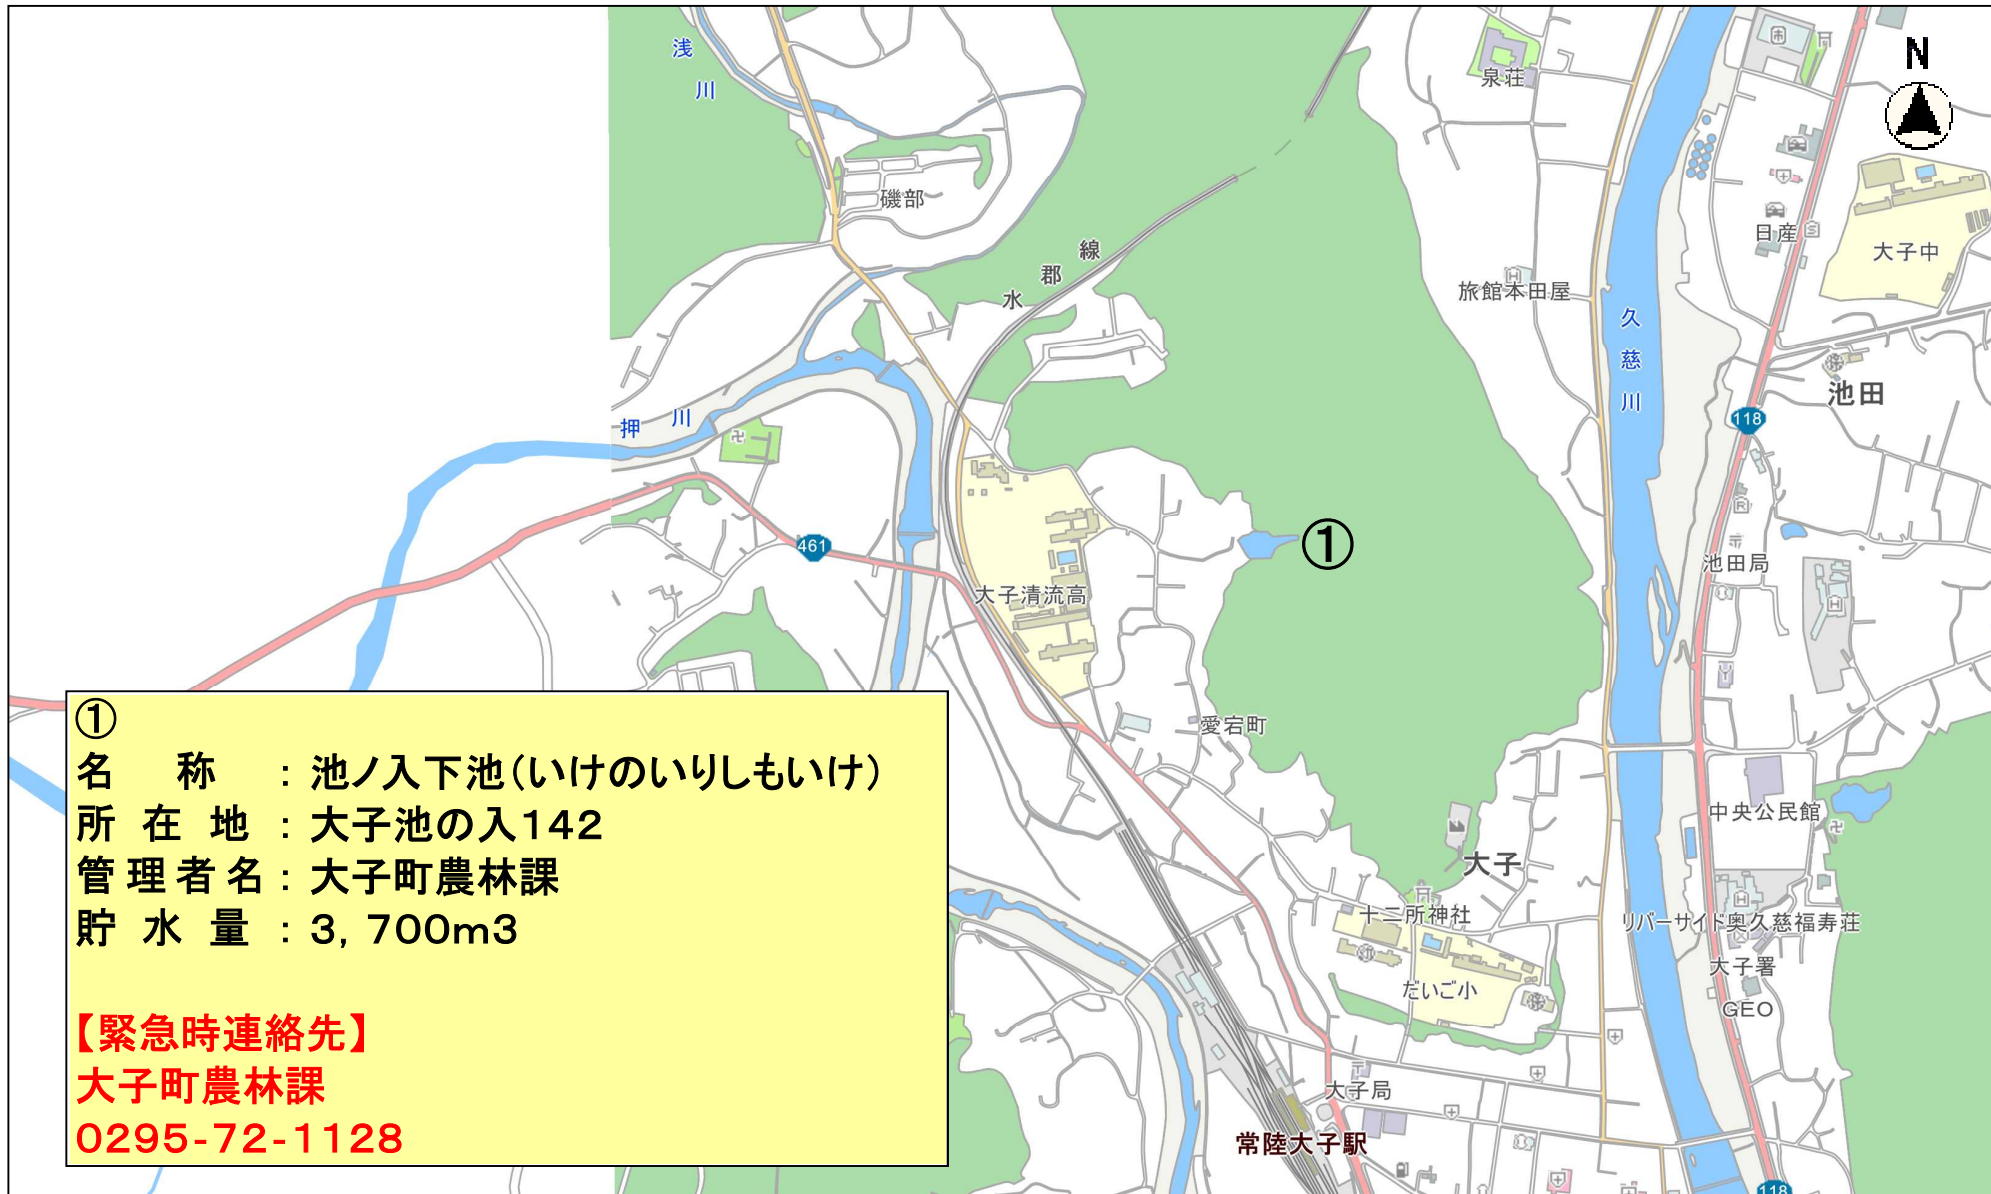 浅川
泉荘
N
磯部
日産
大子中
水郡線
旅館本田屋
久慈川
池田
118
押川
461
①
池田局
大子清流高
愛宕町
中央公民館
大子
十二所神社
リバーサイド奥久慈福寿荘
大子署
だいご小
GEO
大子局
常陸大子駅
118
①
名称:池ノ入下池(いけのいりしもいけ)
所在地:大子池の入142
管理者名:大子町農林課
貯水量:3,700m3
【緊急時連絡先】
大子町農林課
0295-72-1128